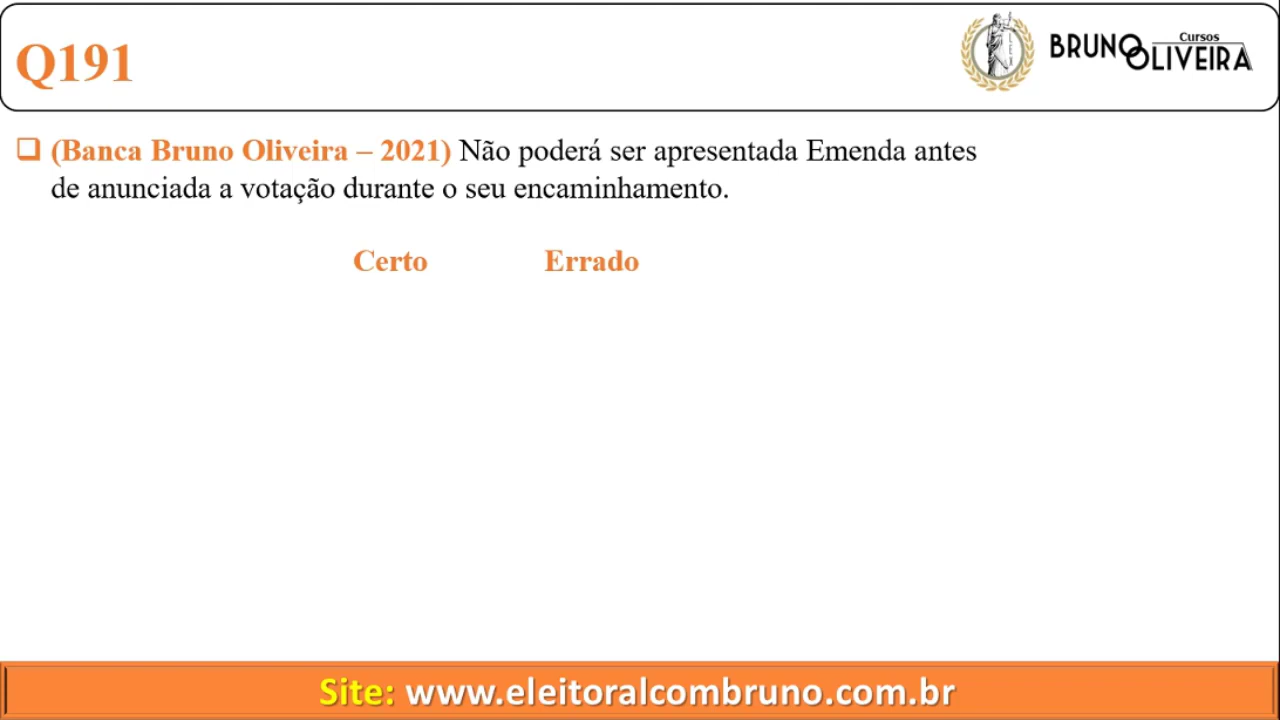 Q191
Cursos
BRUNO
OLIVEIRA
(Banca Bruno Oliveira – 2021) Não poderá ser apresentada Emenda antes
de anunciada a votação durante o seu encaminhamento.
Certo Errado
Site: www.eleitoralcombruno.com.br